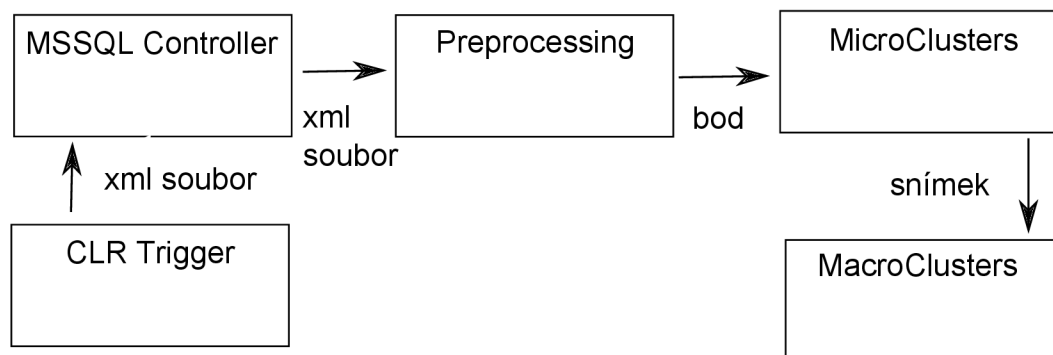 MSSQL Controller
Preprocessing
MicroClusters
xml
soubor
bod
xml soubor
snímek
CLR Trigger
MacroClusters